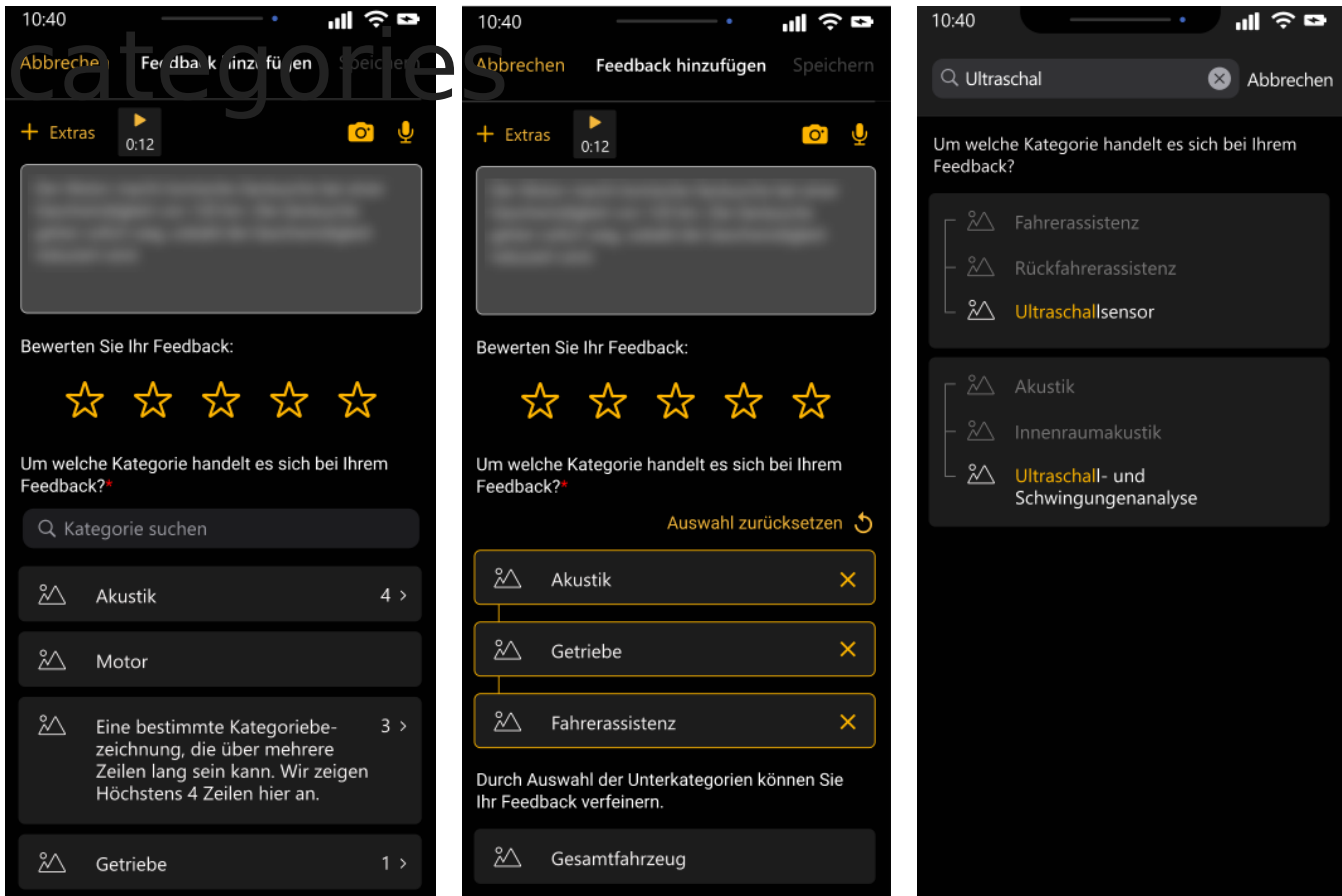 categories
10:40
Abbrechen
Feedback hinzufügen
Speichern
Extras
0:12
Bewerten Sie Ihr Feedback:
Um welche Kategorie handelt es sich bei Ihrem
Feedback?*
Kategorie suchen
Akustik
4 >
Motor
Eine bestimmte Kategoriebe-
3 >
zeichnung, die über mehrere
Zeilen lang sein kann. Wir zeigen
Höchstens 4 Zeilen hier an.
Getriebe
1 >
10:40
Abbrechen
Feedback hinzufügen
Speichern
Extras
0:12
Bewerten Sie Ihr Feedback:
Um welche Kategorie handelt es sich bei Ihrem
Feedback?*
Auswahl zurücksetzen
Akustik
Getriebe
Fahrerassistenz
Durch Auswahl der Unterkategorien können Sie
Ihr Feedback verfeinern.
Gesamtfahrzeug
10:40
Ultraschal
Abbrechen
Um welche Kategorie handelt es sich bei Ihrem
Feedback?
Fahrerassistenz
Rückfahrerassistenz
Ultraschallsensor
Akustik
Innenraumakustik
Ultraschall- und
Schwingungenanalyse